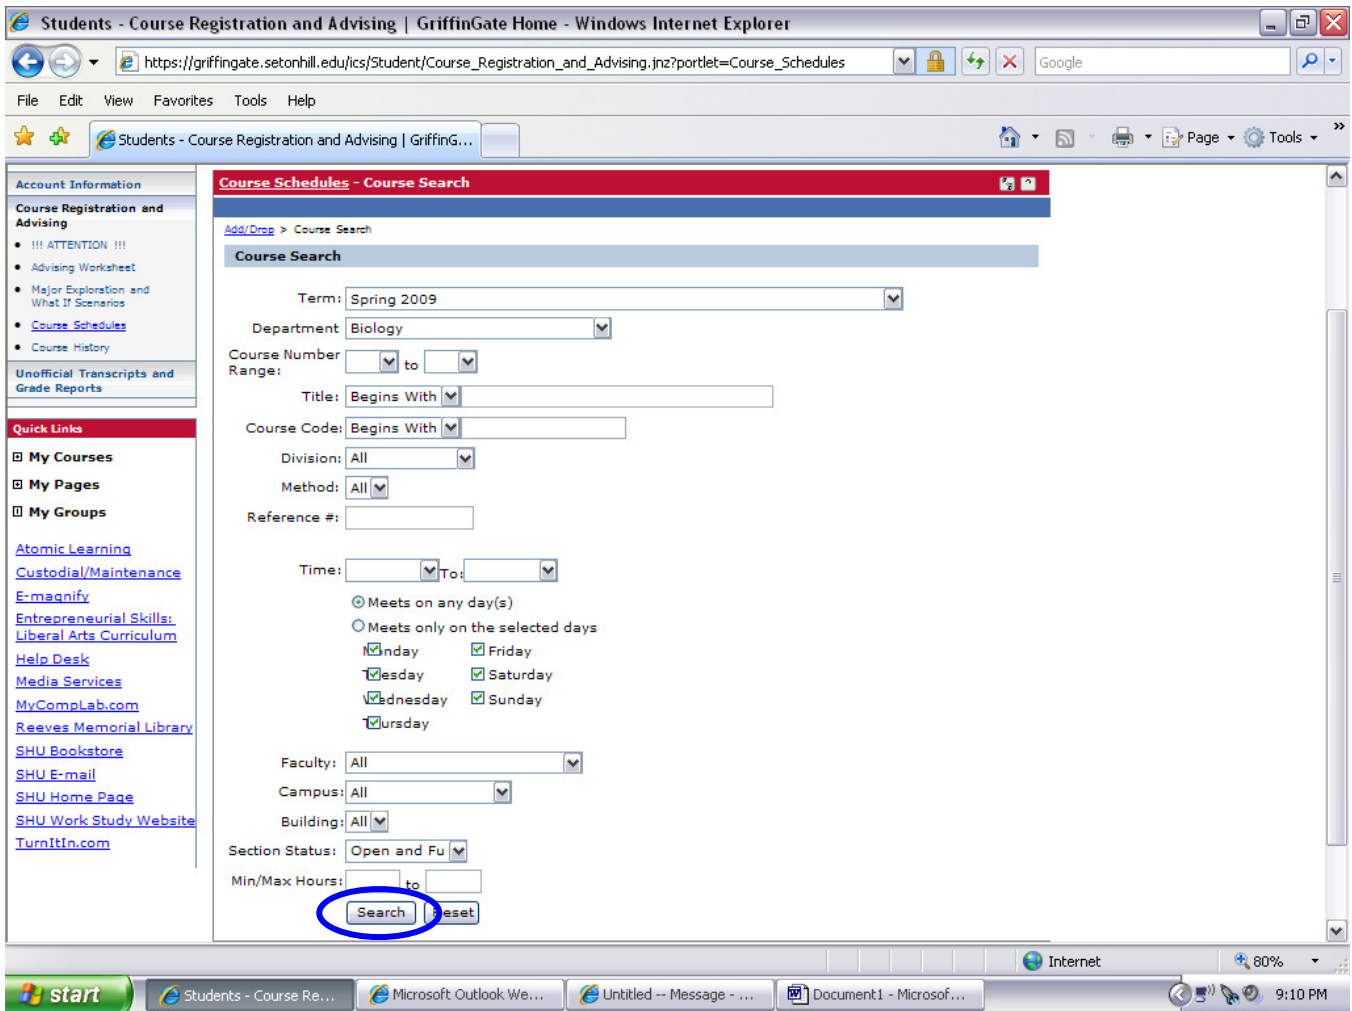 Students - Course Registration and Advising | GriffinGate Home - Windows Internet Explorer
https://griffingate.setonhill.edu/ics/Student/Course_Registration_and_Advising.jnz?portlet=Course_Schedules
Google
File Edit View Favorites Tools Help
Students - Course Registration and Advising | GriffinG...
Page Tools »
Account Information
Course Registration and
Advising
!!! ATTENTION !!!
Advising Worksheet
Major Exploration and
What If Scenarios
Course Schedules
Course History
Unofficial Transcripts and
Grade Reports
Quick Links
My Courses
My Pages
My Groups
Atomic Learning
Custodial/Maintenance
E-magnify
Entrepreneurial Skills:
Liberal Arts Curriculum
Help Desk
Media Services
MyCompLab.com
Reeves Memorial Library
SHU Bookstore
SHU E-mail
SHU Home Page
SHU Work Study Website
TurnItIn.com
Course Schedules - Course Search
Add/Drop > Course Search
Course Search
Term: Spring 2009
Department Biology
Course Number
Range: to
Title: Begins With
Course Code: Begins With
Division: All
Method: All
Reference #:
Time: To:
Meets on any day(s)
Meets only on the selected days
Monday Friday
Tuesday Saturday
Wednesday Sunday
Thursday
Faculty: All
Campus: All
Building: All
Section Status: Open and Fu
Min/Max Hours: to
Search Reset
Internet 80%
start Students - Course Re... Microsoft Outlook We... Untitled -- Message - ... Document1 - Microsof... 9:10 PM